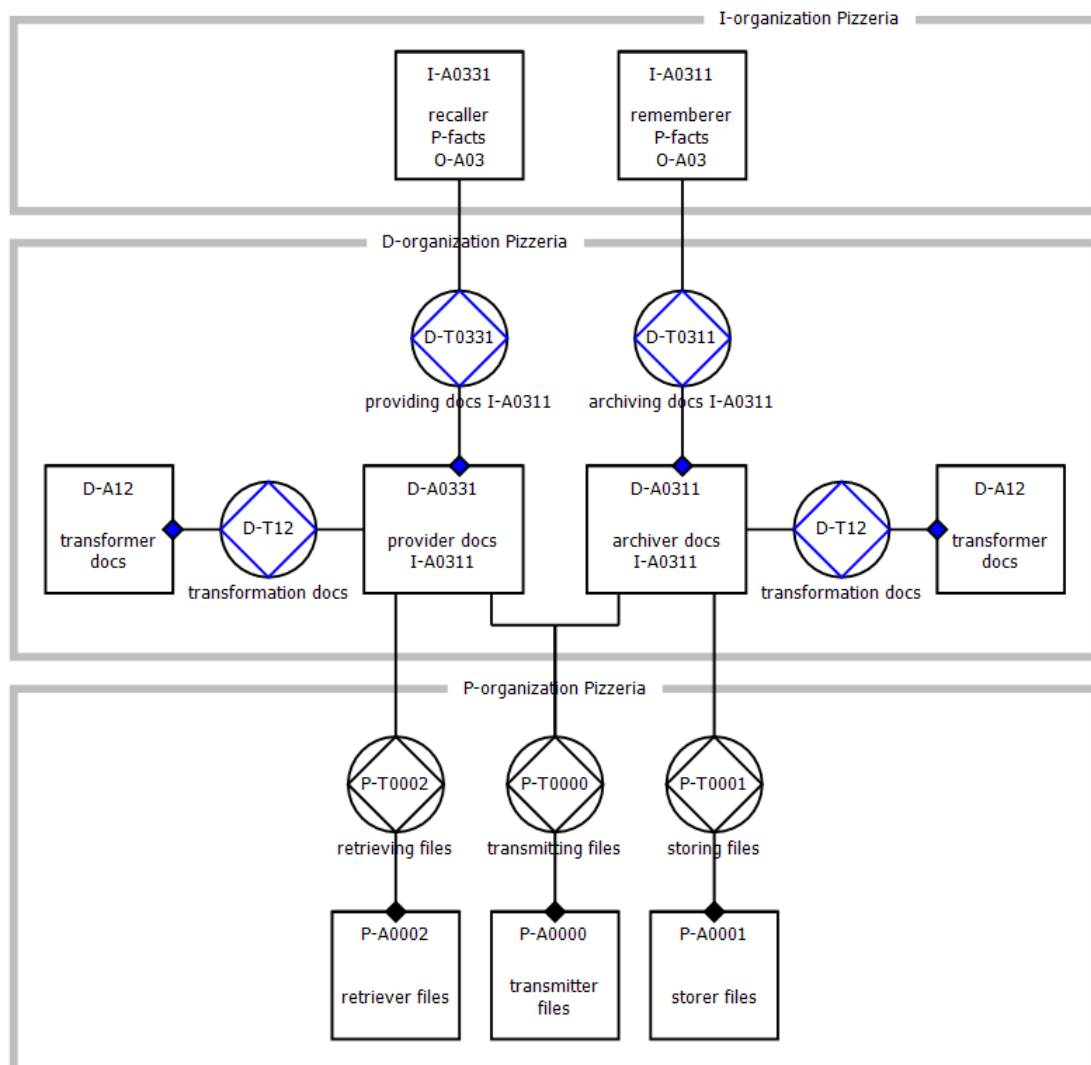 I-organization Pizzeria
I-A0331
recaller
P-facts
O-A03
I-A0311
rememberer
P-facts
O-A03
D-organization Pizzeria
D-T0331
providing docs I-A0311
D-T0311
archiving docs I-A0311
D-A12
transformer
docs
D-T12
transformation docs
D-A0331
provider docs
I-A0311
D-A0311
archiver docs
I-A0311
D-T12
transformation docs
D-A12
transformer
docs
P-organization Pizzeria
P-T0002
retrieving files
P-T0000
transmitting files
P-T0001
storing files
P-A0002
retriever files
P-A0000
transmitter
files
P-A0001
storer files